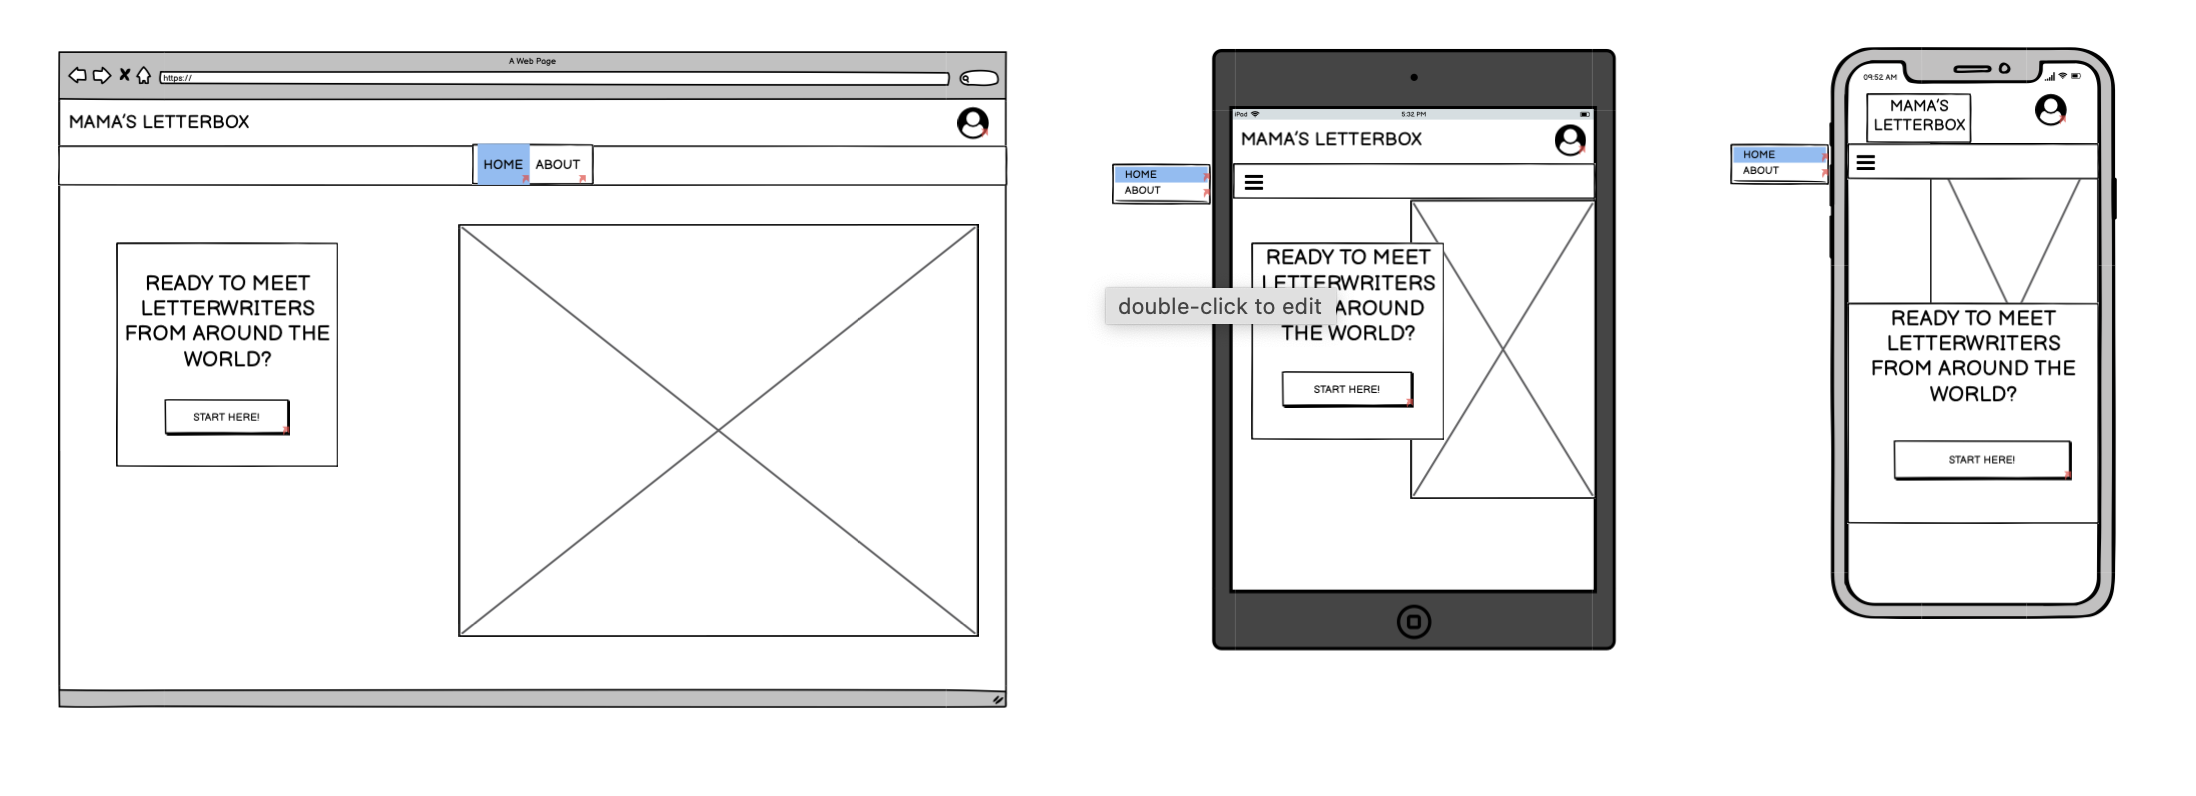 A Web Page
https://
MAMA'S LETTERBOX
HOME ABOUT
READY TO MEET
LETTERWRITERS
FROM AROUND THE
WORLD?
START HERE!
iPad
5:32 PM
MAMA'S LETTERBOX
HOME
ABOUT
READY TO MEET
LETTERWRITERS
double-click to edit
AROUND
THE WORLD?
START HERE!
09:52 AM
MAMA'S
LETTERBOX
HOME
ABOUT
READY TO MEET
LETTERWRITERS
FROM AROUND THE
WORLD?
START HERE!